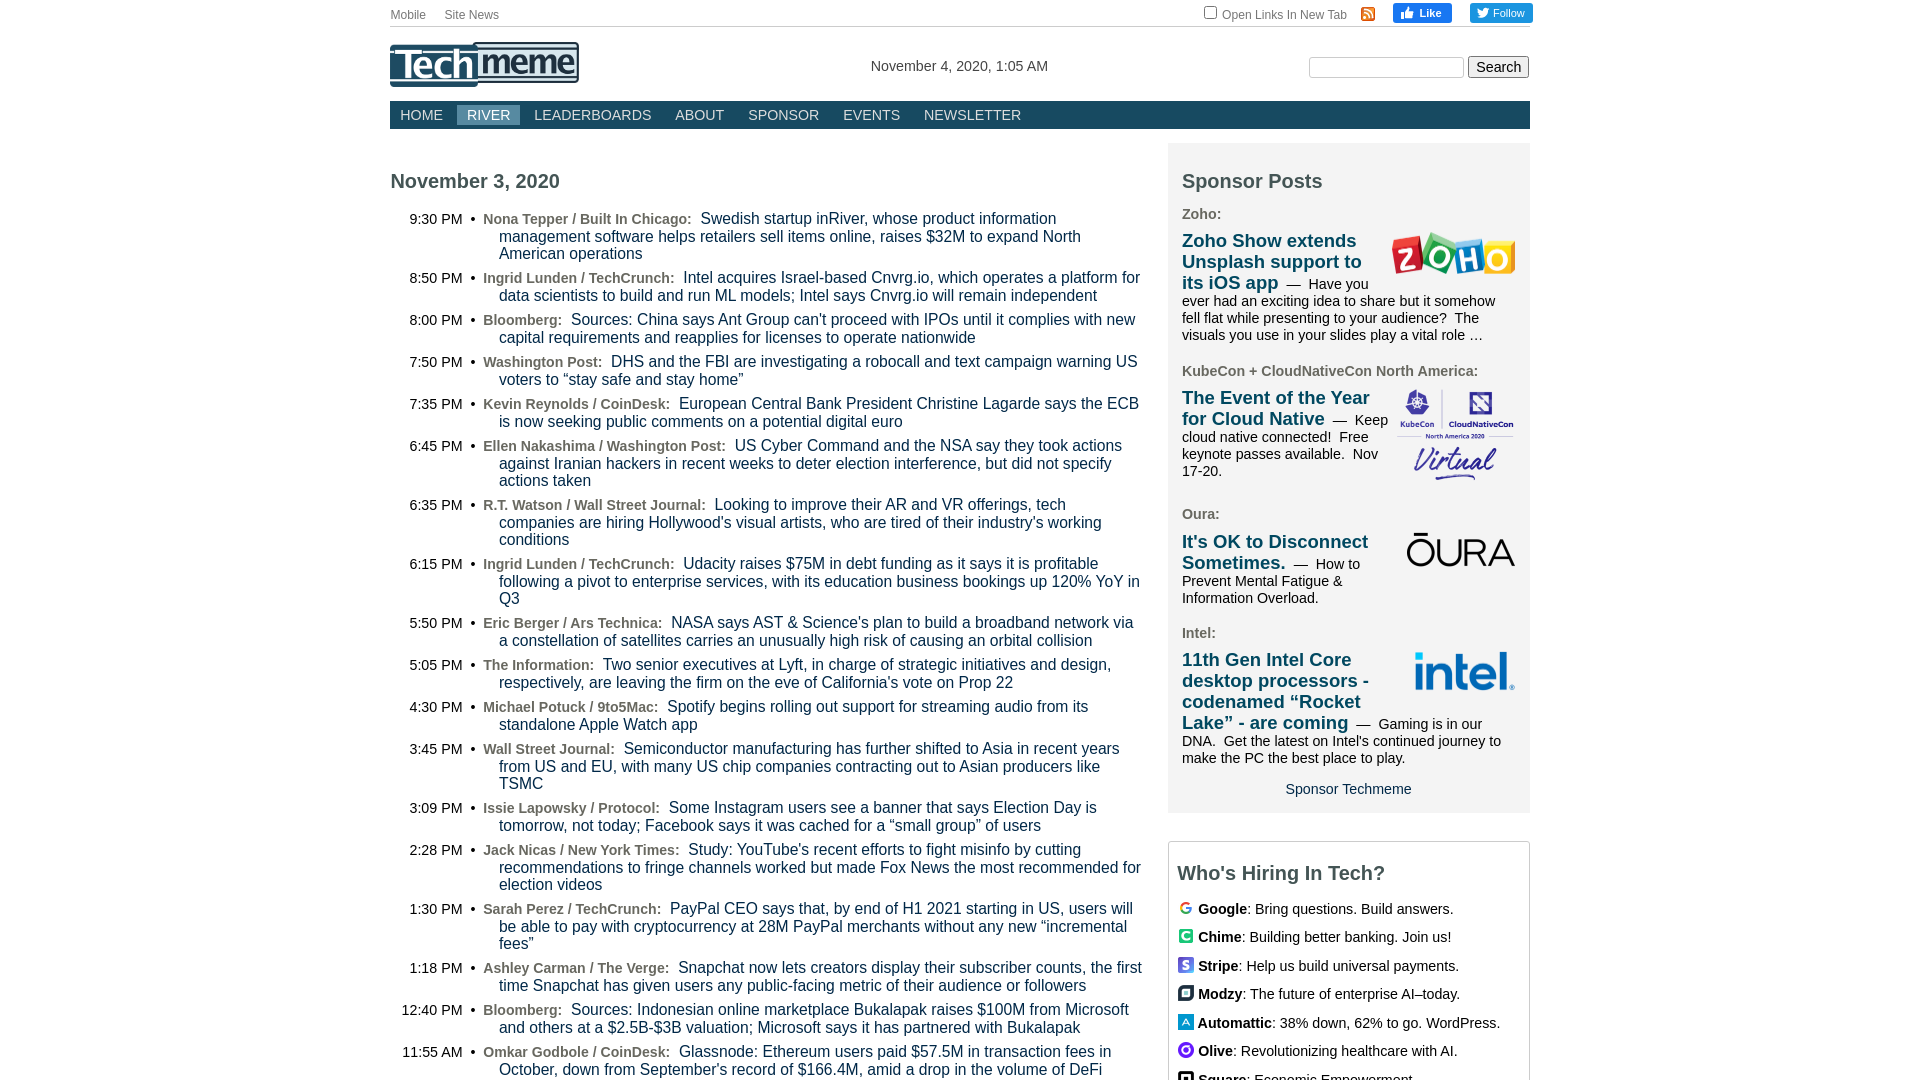 Mobile Site News
Open Links In New Tab Like Follow
Techmeme
November 4, 2020, 1:05 AM
Search
HOME RIVER LEADERBOARDS ABOUT SPONSOR EVENTS NEWSLETTER
November 3, 2020
9:30 PM • Nona Tepper / Built In Chicago: Swedish startup inRiver, whose product information
management software helps retailers sell items online, raises $32M to expand North
American operations
8:50 PM • Ingrid Lunden / TechCrunch: Intel acquires Israel-based Cnvrg.io, which operates a platform for
data scientists to build and run ML models; Intel says Cnvrg.io will remain independent
8:00 PM • Bloomberg: Sources: China says Ant Group can't proceed with IPOs until it complies with new
capital requirements and reapplies for licenses to operate nationwide
7:50 PM • Washington Post: DHS and the FBI are investigating a robocall and text campaign warning US
voters to “stay safe and stay home”
7:35 PM • Kevin Reynolds / CoinDesk: European Central Bank President Christine Lagarde says the ECB
is now seeking public comments on a potential digital euro
6:45 PM • Ellen Nakashima / Washington Post: US Cyber Command and the NSA say they took actions
against Iranian hackers in recent weeks to deter election interference, but did not specify
actions taken
6:35 PM • R.T. Watson / Wall Street Journal: Looking to improve their AR and VR offerings, tech
companies are hiring Hollywood's visual artists, who are tired of their industry's working
conditions
6:15 PM • Ingrid Lunden / TechCrunch: Udacity raises $75M in debt funding as it says it is profitable
following a pivot to enterprise services, with its education business bookings up 120% YoY in
Q3
5:50 PM • Eric Berger / Ars Technica: NASA says AST & Science's plan to build a broadband network via
a constellation of satellites carries an unusually high risk of causing an orbital collision
5:05 PM • The Information: Two senior executives at Lyft, in charge of strategic initiatives and design,
respectively, are leaving the firm on the eve of California's vote on Prop 22
4:30 PM • Michael Potuck / 9to5Mac: Spotify begins rolling out support for streaming audio from its
standalone Apple Watch app
3:45 PM • Wall Street Journal: Semiconductor manufacturing has further shifted to Asia in recent years
from US and EU, with many US chip companies contracting out to Asian producers like
TSMC
3:09 PM • Issie Lapowsky / Protocol: Some Instagram users see a banner that says Election Day is
tomorrow, not today; Facebook says it was cached for a “small group” of users
2:28 PM • Jack Nicas / New York Times: Study: YouTube's recent efforts to fight misinfo by cutting
recommendations to fringe channels worked but made Fox News the most recommended for
election videos
1:30 PM • Sarah Perez / TechCrunch: PayPal CEO says that, by end of H1 2021 starting in US, users will
be able to pay with cryptocurrency at 28M PayPal merchants without any new “incremental
fees”
1:18 PM • Ashley Carman / The Verge: Snapchat now lets creators display their subscriber counts, the first
time Snapchat has given users any public-facing metric of their audience or followers
12:40 PM • Bloomberg: Sources: Indonesian online marketplace Bukalapak raises $100M from Microsoft
and others at a $2.5B-$3B valuation; Microsoft says it has partnered with Bukalapak
11:55 AM • Omkar Godbole / CoinDesk: Glassnode: Ethereum users paid $57.5M in transaction fees in
October, down from September's record of $166.4M, amid a drop in the volume of DeFi
Sponsor Posts
Zoho:
Zoho Show extends
Unsplash support to
its iOS app — Have you
ever had an exciting idea to share but it somehow
fell flat while presenting to your audience? The
visuals you use in your slides play a vital role …
ZOHO
KubeCon + CloudNativeCon North America:
The Event of the Year
for Cloud Native — Keep
cloud native connected! Free
keynote passes available. Nov
17-20.
KubeCon CloudNativeCon
North America 2020
Virtual
Oura:
It's OK to Disconnect
Sometimes. — How to
Prevent Mental Fatigue &
Information Overload.
ŌURA
Intel:
11th Gen Intel Core
desktop processors -
codenamed “Rocket
Lake” - are coming — Gaming is in our
DNA. Get the latest on Intel's continued journey to
make the PC the best place to play.
intel®
Sponsor Techmeme
Who's Hiring In Tech?
Google: Bring questions. Build answers.
Chime: Building better banking. Join us!
Stripe: Help us build universal payments.
Modzy: The future of enterprise AI–today.
Automattic: 38% down, 62% to go. WordPress.
Olive: Revolutionizing healthcare with AI.
Square: Economic Empowerment